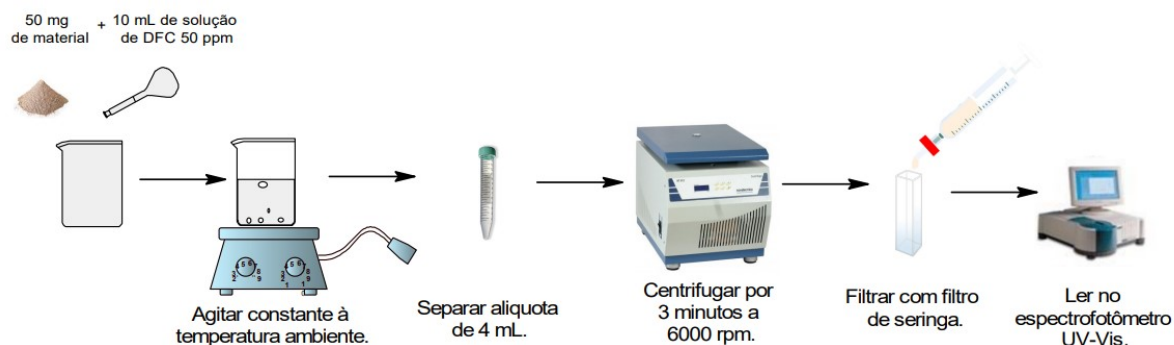 50 mg
de material
+
10 mL de solução
de DFC 50 ppm
Agitar constante à
temperatura ambiente.
Separar aliquota
de 4 mL.
Centrifugar por
3 minutos a
6000 rpm.
Filtrar com filtro
de seringa.
Ler no
espectrofotômetro
UV-Vis.